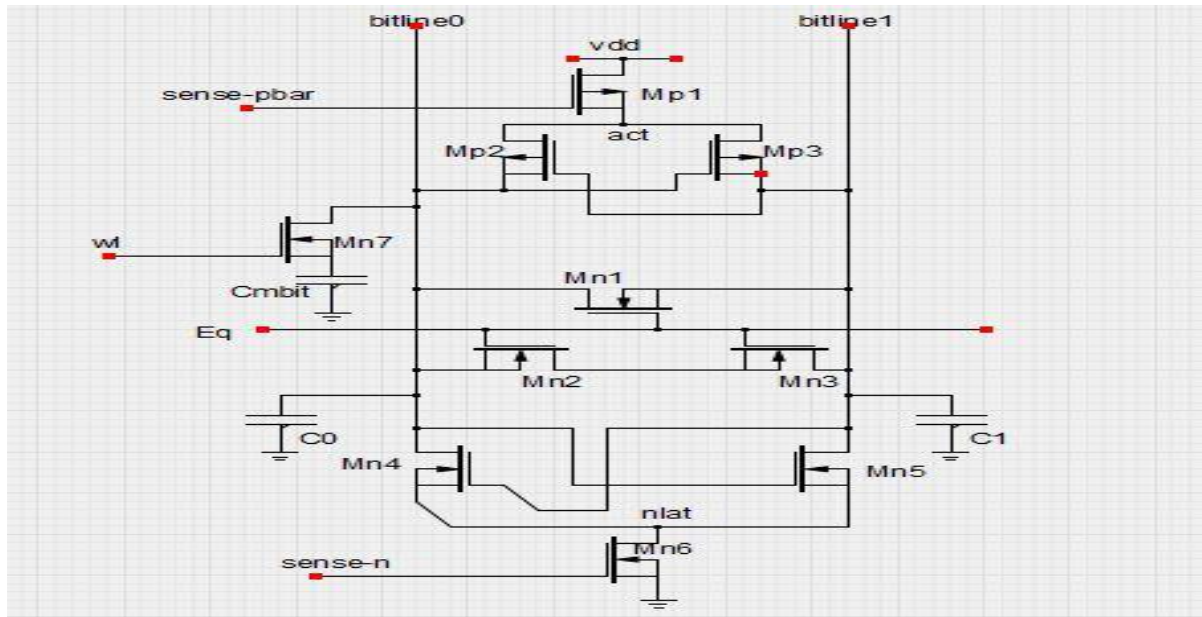 bitline0
bitline1
vdd
sense-pbar
Mp1
act
Mp2
Mp3
wl
Mn7
Cmbit
Mn1
Eq
Mn2
Mn3
C0
C1
Mn4
Mn5
nlat
Mn6
sense-n